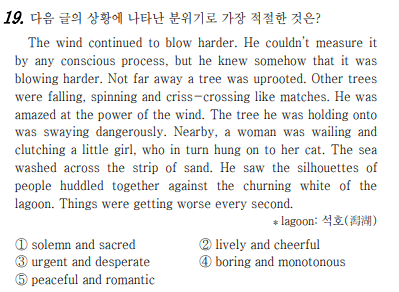 19. 다음 글의 상황에 나타난 분위기로 가장 적절한 것은?
The wind continued to blow harder. He couldn't measure it
by any conscious process, but he knew somehow that it was
blowing harder. Not far away a tree was uprooted. Other trees
were falling, spinning and criss-crossing like matches. He was
amazed at the power of the wind. The tree he was holding onto
was swaying dangerously. Nearby, a woman was wailing and
clutching a little girl, who in turn hung on to her cat. The sea
washed across the strip of sand. He saw the silhouettes of
people huddled together against the churning white of the
lagoon. Things were getting worse every second.
* lagoon: 석호(潟湖)
① solemn and sacred ② lively and cheerful
③ urgent and desperate ④ boring and monotonous
⑤ peaceful and romantic